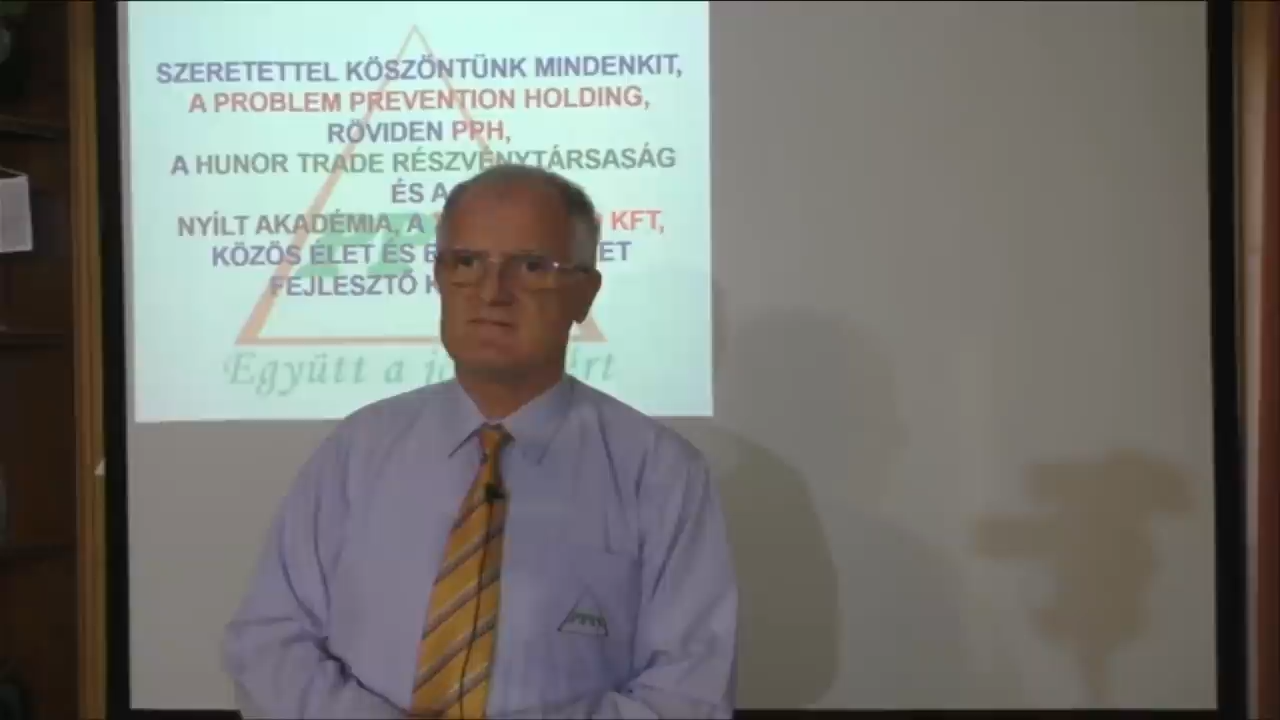 SZERETETTEL KÖSZÖNTÜNK MINDENKIT,
A PROBLEM PREVENTION HOLDING,
RÖVIDEN PPH,
A HUNOR TRADE RÉSZVÉNYTÁRSASÁG
ÉS A
NYÍLT AKADÉMIA, A KFT,
KÖZÖS ÉLET ÉS
FEJLESZTŐ
Együtt a